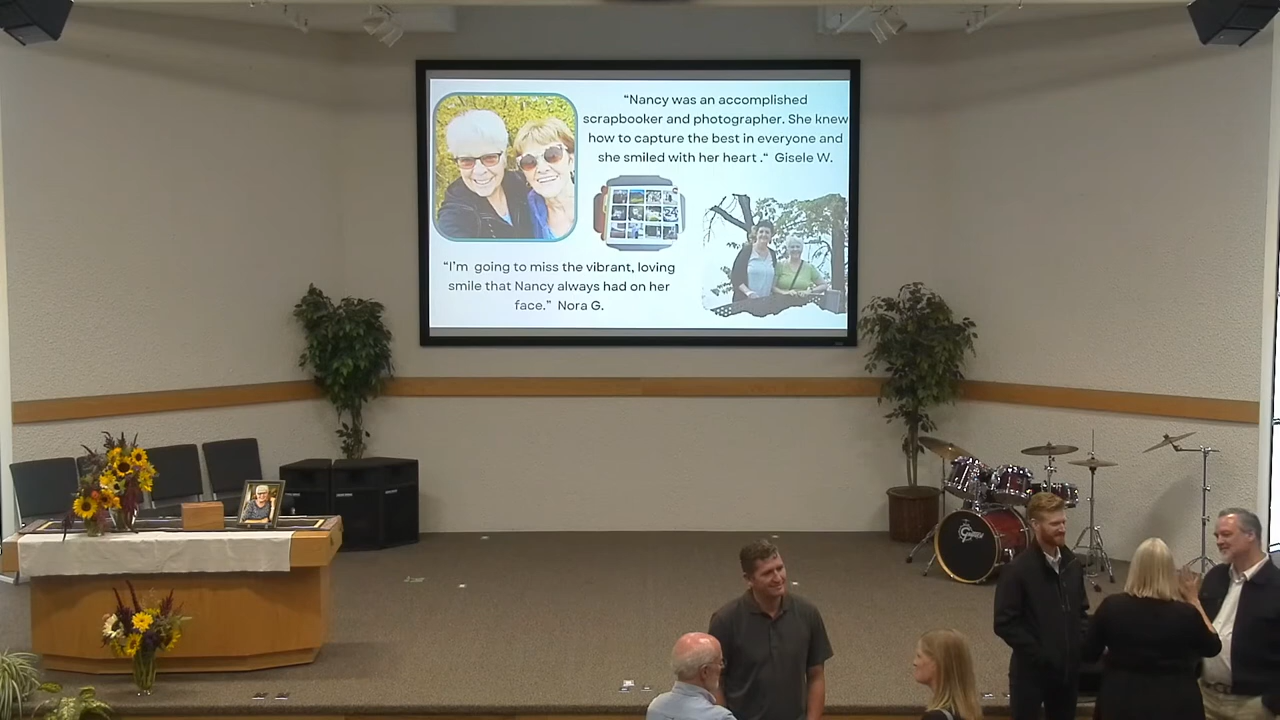 “Nancy was an accomplished
scrapbooker and photographer. She knew
how to capture the best in everyone and
she smiled with her heart .“ Gisele W.
“I’m going to miss the vibrant, loving
smile that Nancy always had on her
face.” Nora G.
Gretsch